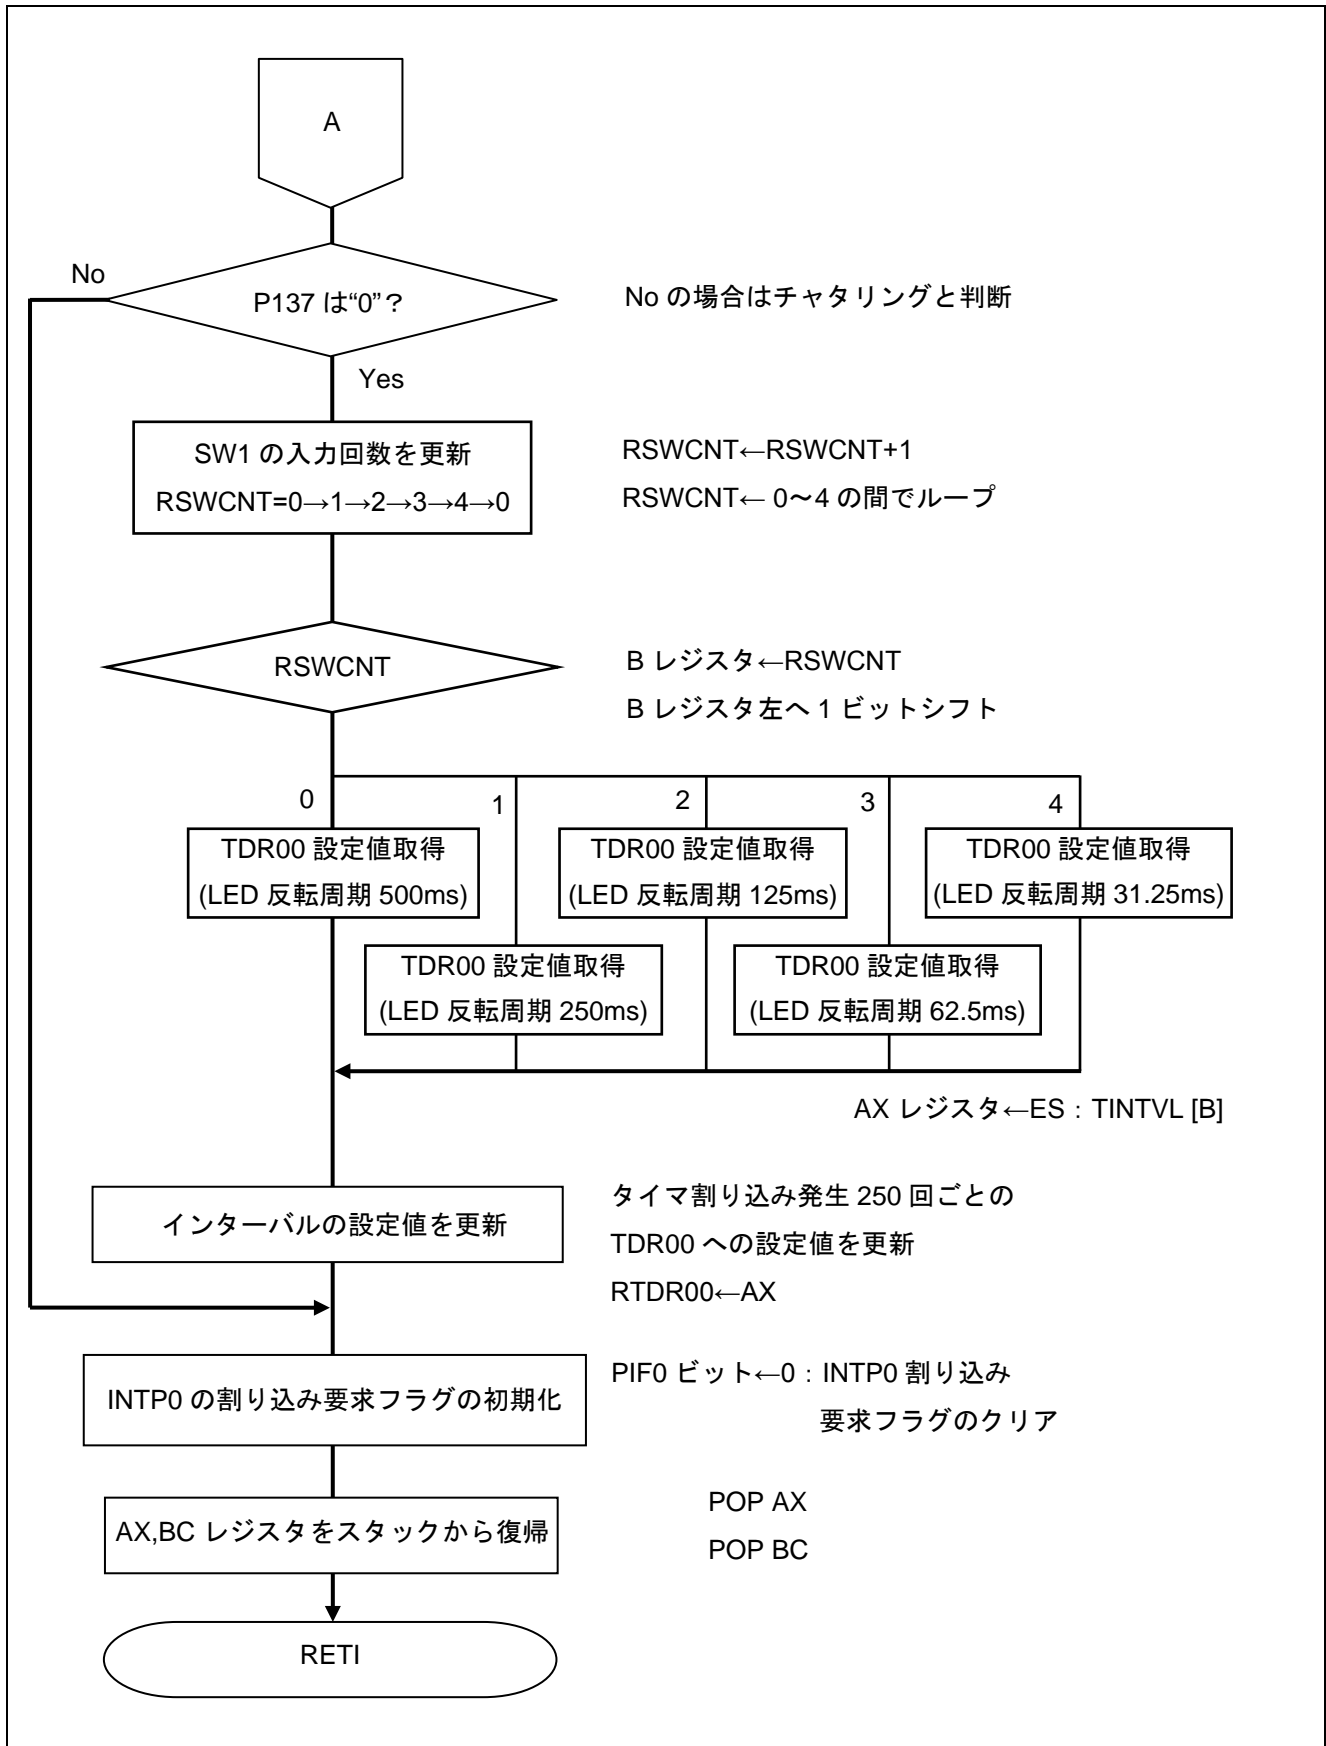 A
No
P137 は“0”？
No の場合はチャタリングと判断
Yes
SW1 の入力回数を更新
RSWCNT=0→1→2→3→4→0
RSWCNT←RSWCNT+1
RSWCNT← 0～4 の間でループ
RSWCNT
B レジスタ←RSWCNT
B レジスタ左へ 1 ビットシフト
0
1
2
3
4
TDR00 設定値取得
(LED 反転周期 500ms)
TDR00 設定値取得
(LED 反転周期 125ms)
TDR00 設定値取得
(LED 反転周期 31.25ms)
TDR00 設定値取得
(LED 反転周期 250ms)
TDR00 設定値取得
(LED 反転周期 62.5ms)
AX レジスタ←ES：TINTVL [B]
インターバルの設定値を更新
タイマ割り込み発生 250 回ごとの
TDR00 への設定値を更新
RTDR00←AX
INTP0 の割り込み要求フラグの初期化
PIF0 ビット←0：INTP0 割り込み
要求フラグのクリア
AX,BC レジスタをスタックから復帰
POP AX
POP BC
RETI